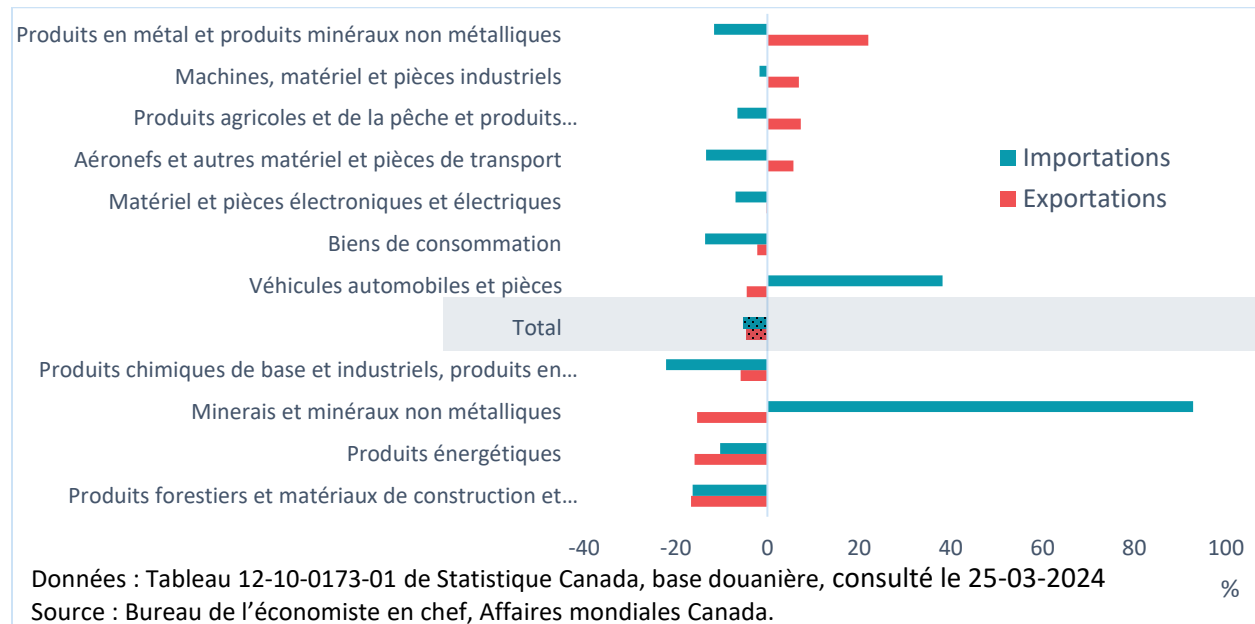 Produits en métal et produits minéraux non métalliques
Machines, matériel et pièces industriels
Produits agricoles et de la pêche et produits...
Aéronefs et autres matériel et pièces de transport
Importations
Exportations
Matériel et pièces électroniques et électriques
Biens de consommation
Véhicules automobiles et pièces
Total
Produits chimiques de base et industriels, produits en...
Minerais et minéraux non métalliques
Produits énergétiques
Produits forestiers et matériaux de construction et...
-40 -20 0 20 40 60 80 100
%
Données : Tableau 12-10-0173-01 de Statistique Canada, base douanière, consulté le 25-03-2024
Source : Bureau de l’économiste en chef, Affaires mondiales Canada.